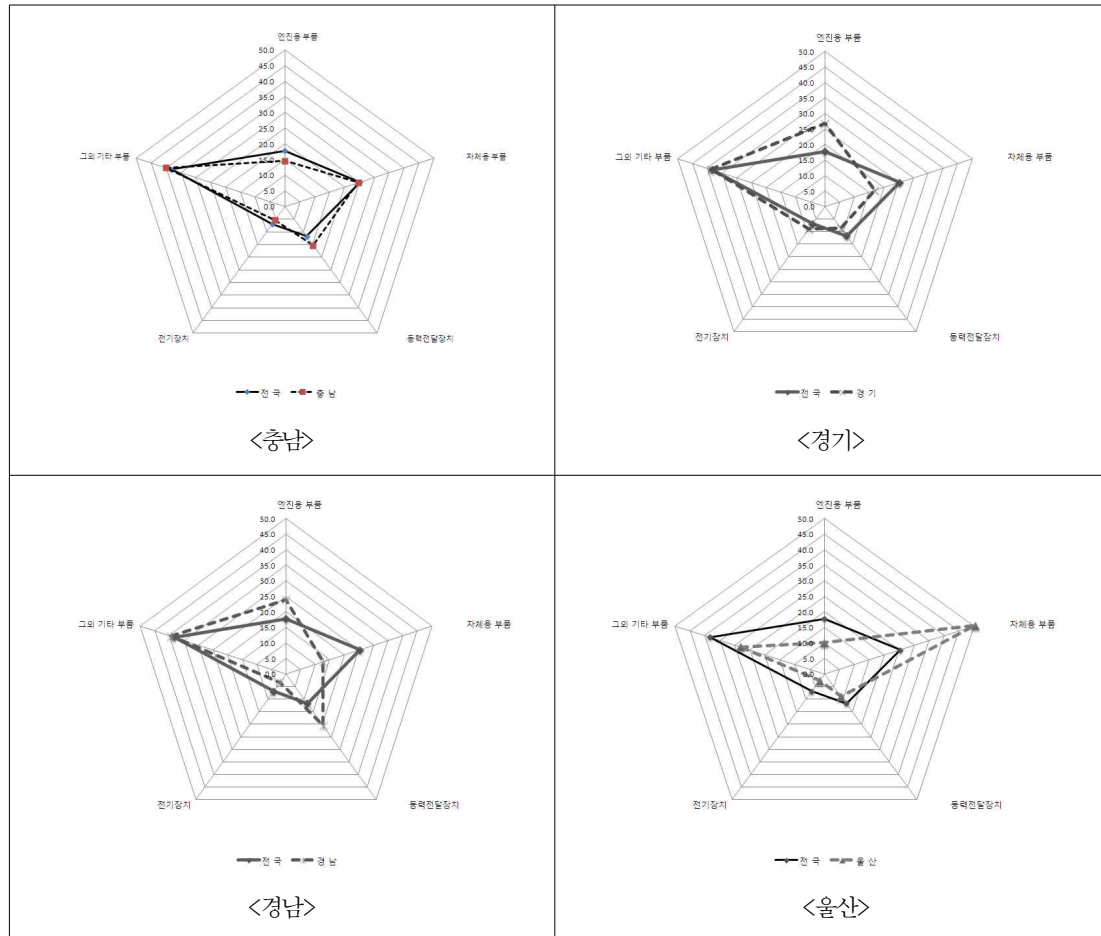 엔진용 부품
50.0
45.0
40.0
35.0
30.0
25.0
20.0
15.0
10.0
5.0
0.0
그외 기타 부품
차체용 부품
전기장치
동력전달장치
전 국
충 남
<충남>
엔진용 부품
50.0
45.0
40.0
35.0
30.0
25.0
20.0
15.0
10.0
5.0
0.0
그외 기타 부품
차체용 부품
전기장치
동력전달장치
전 국
경 기
<경기>
엔진용 부품
50.0
45.0
40.0
35.0
30.0
25.0
20.0
15.0
10.0
5.0
0.0
그외 기타 부품
차체용 부품
전기장치
동력전달장치
전 국
경 남
<경남>
엔진용 부품
50.0
45.0
40.0
35.0
30.0
25.0
20.0
15.0
10.0
5.0
0.0
그외 기타 부품
차체용 부품
전기장치
동력전달장치
전 국
울 산
<울산>